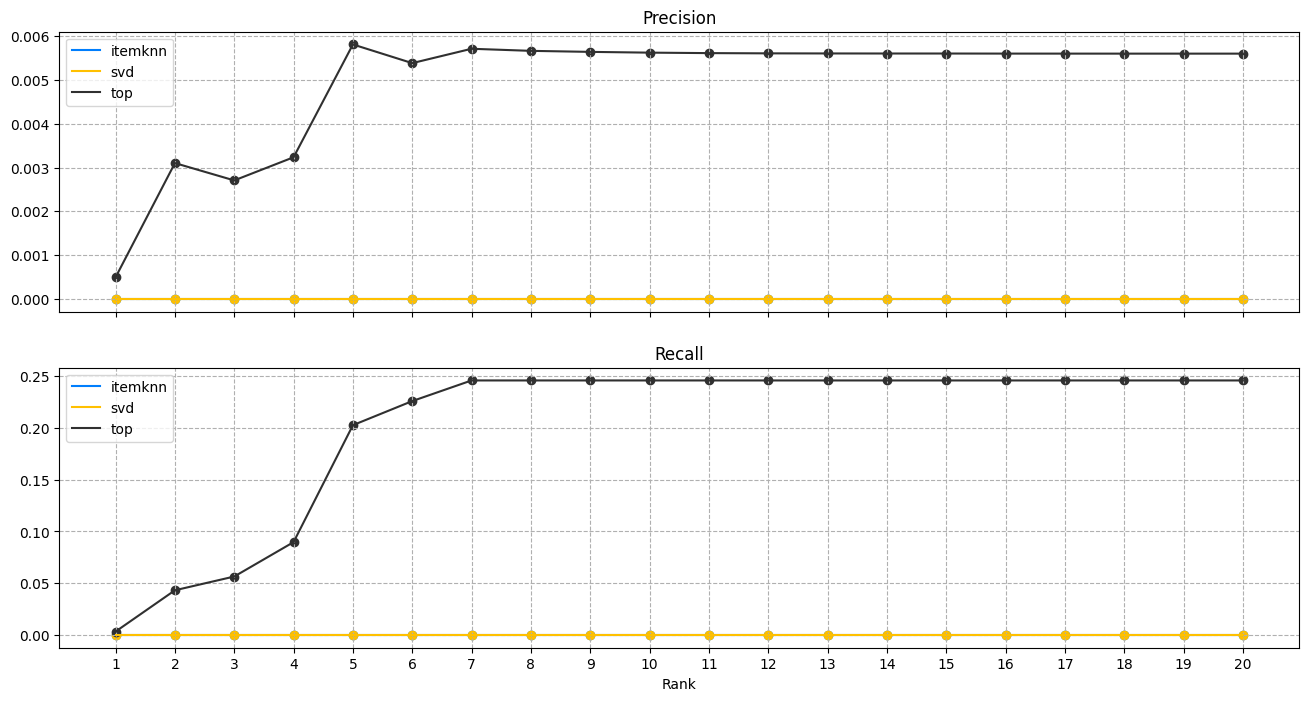 Precision
0.006
0.005
0.004
0.003
0.002
0.001
0.000
itemknn
svd
top
Recall
0.25
0.20
0.15
0.10
0.05
0.00
itemknn
svd
top
1 2 3 4 5 6 7 8 9 10 11 12 13 14 15 16 17 18 19 20
Rank